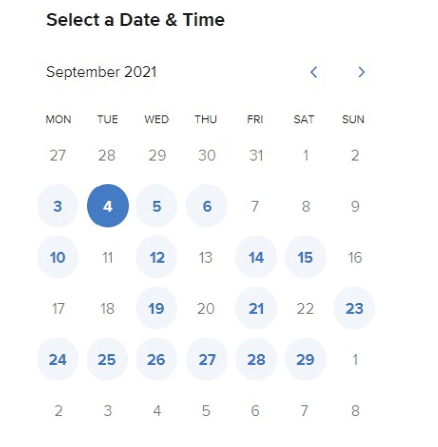 Select a Date & Time
September 2021
MON TUE WED THU FRI SAT SUN
27 28 29 30 31 1 2
3 4 5 6 7 8 9
10 11 12 13 14 15 16
17 18 19 20 21 22 23
24 25 26 27 28 29 1
2 3 4 5 6 7 8